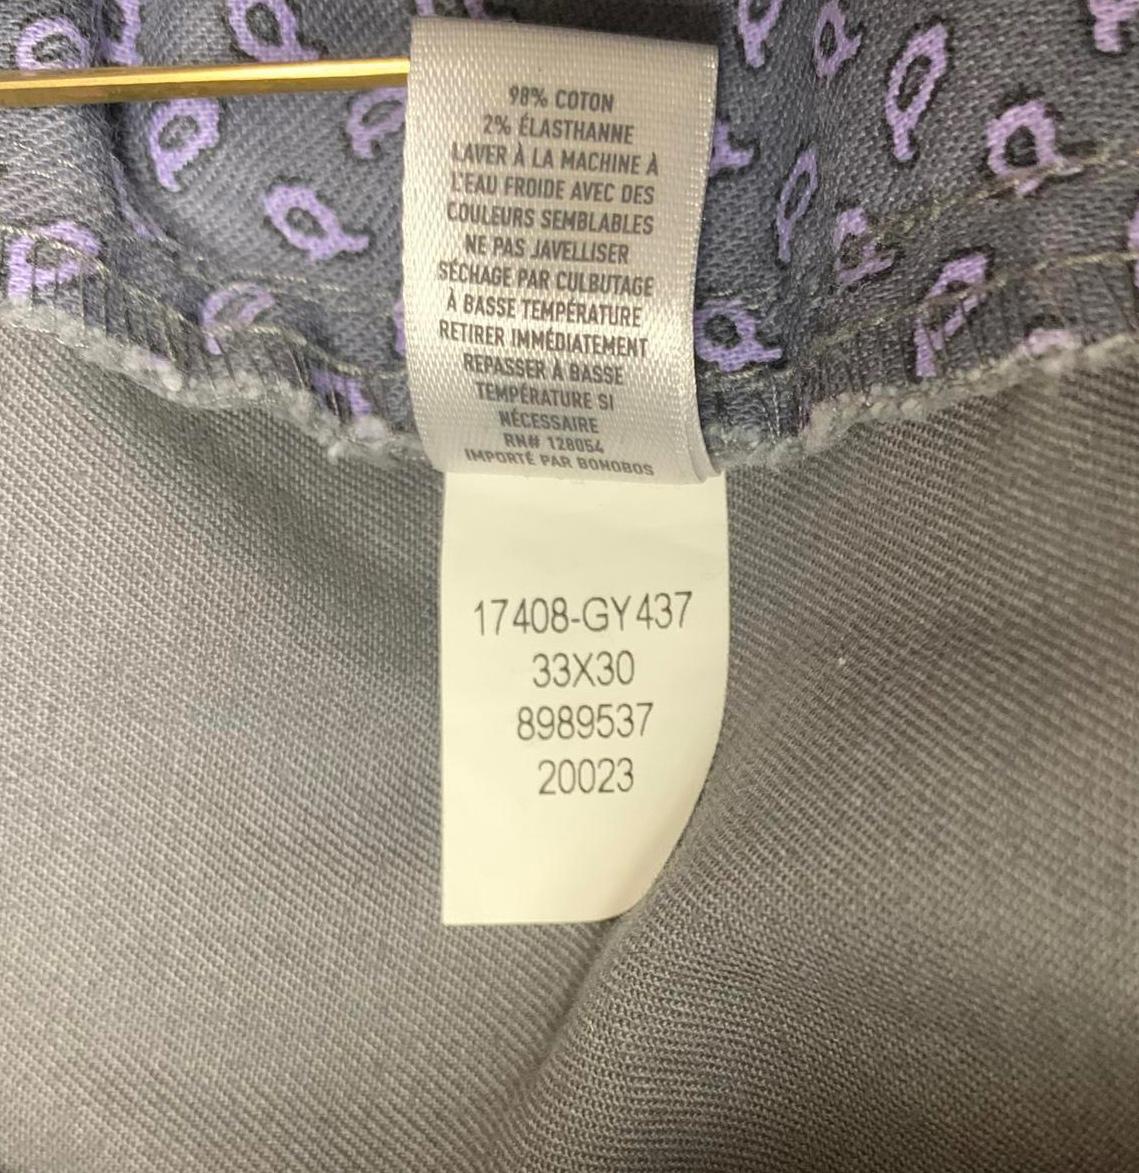 98% COTON
2% ÉLASTHANNE
LAVER À LA MACHINE À
L'EAU FROIDE AVEC DES
COULEURS SEMBLABLES
NE PAS JAVELLISER
SÉCHAGE PAR CULBUTAGE
À BASSE TEMPÉRATURE
RETIRER IMMÉDIATEMENT
REPASSER À BASSE
TEMPÉRATURE SI
NÉCESSAIRE
RN# 128054
IMPORTÉ PAR BONOBOS
17408-GY437
33X30
8989537
20023